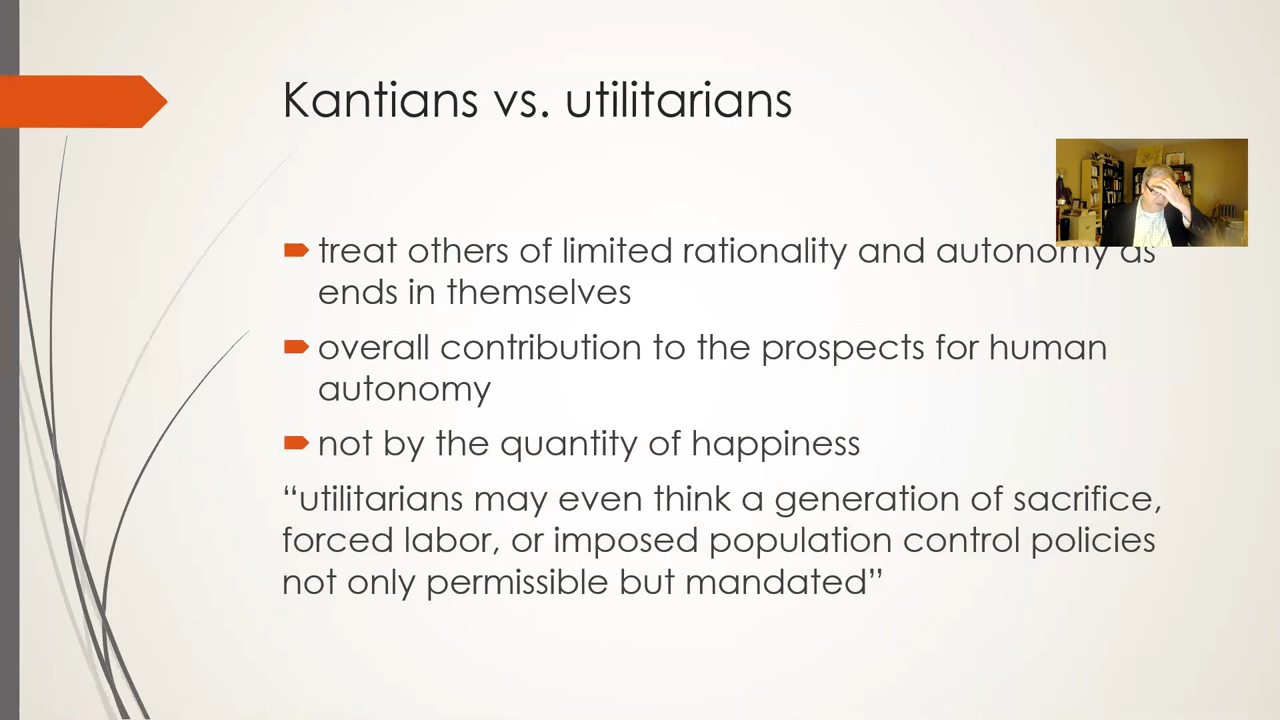 Kantians vs. utilitarians
treat others of limited rationality and autonomy as
ends in themselves
overall contribution to the prospects for human
autonomy
not by the quantity of happiness
“utilitarians may even think a generation of sacrifice,
forced labor, or imposed population control policies
not only permissible but mandated”